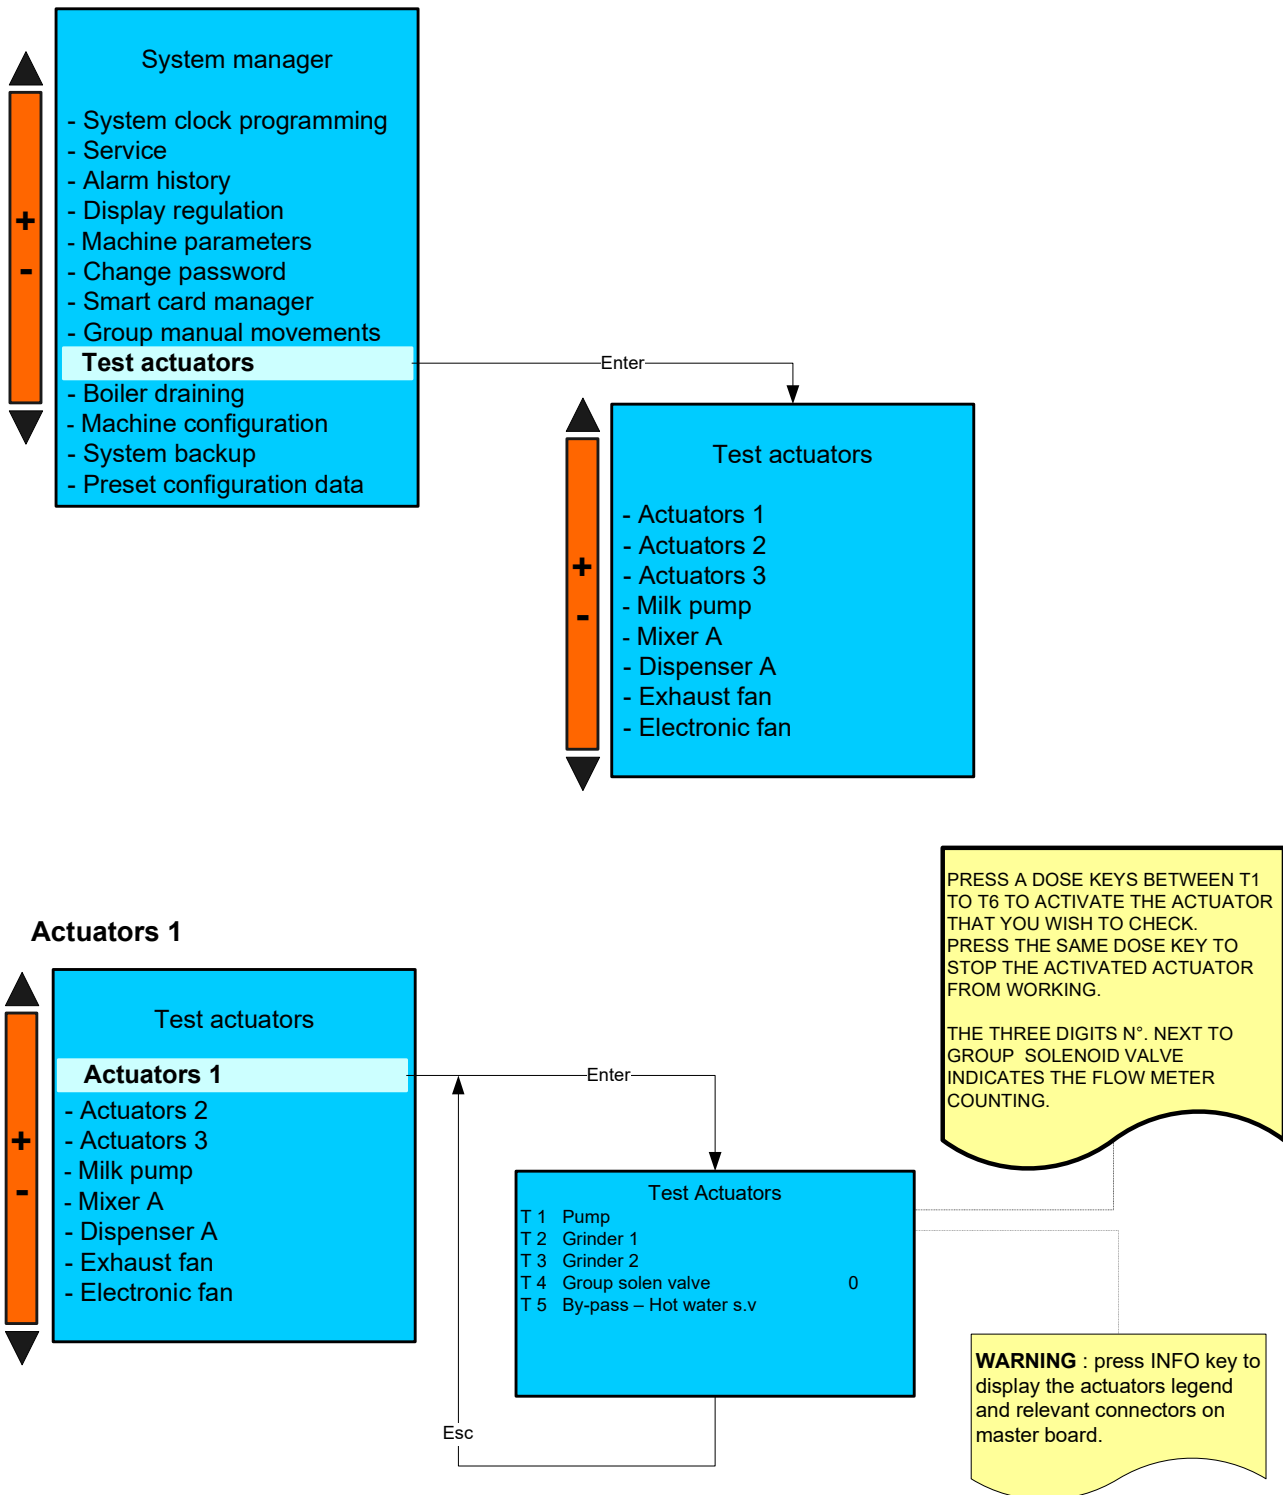 System manager
+
-
- System clock programming
- Service
- Alarm history
- Display regulation
- Machine parameters
- Change password
- Smart card manager
- Group manual movements
Test actuators
- Boiler draining
- Machine configuration
- System backup
- Preset configuration data
Enter
Test actuators
+
-
- Actuators 1
- Actuators 2
- Actuators 3
- Milk pump
- Mixer A
- Dispenser A
- Exhaust fan
- Electronic fan
PRESS A DOSE KEYS BETWEEN T1
TO T6 TO ACTIVATE THE ACTUATOR
THAT YOU WISH TO CHECK.
PRESS THE SAME DOSE KEY TO
STOP THE ACTIVATED ACTUATOR
FROM WORKING.
THE THREE DIGITS N°. NEXT TO
GROUP SOLENOID VALVE
INDICATES THE FLOW METER
COUNTING.
Actuators 1
Test actuators
+
-
Actuators 1
- Actuators 2
- Actuators 3
- Milk pump
- Mixer A
- Dispenser A
- Exhaust fan
- Electronic fan
Enter
Test Actuators
T 1 Pump
T 2 Grinder 1
T 3 Grinder 2
T 4 Group solen valve 0
T 5 By-pass – Hot water s.v
Esc
WARNING : press INFO key to
display the actuators legend
and relevant connectors on
master board.